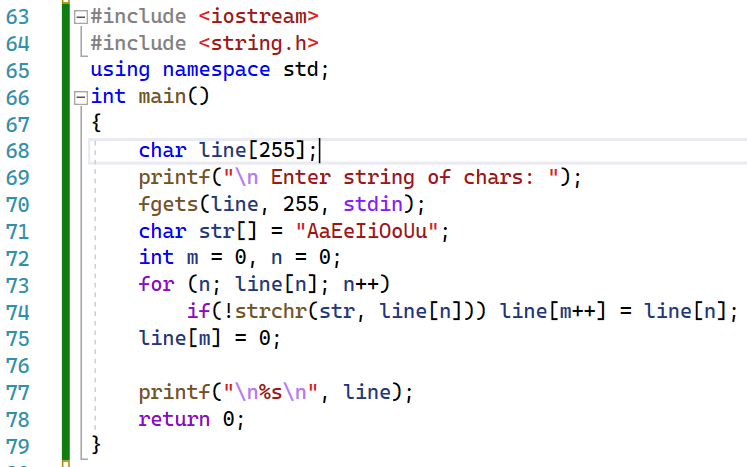 63 #include <iostream>
64 #include <string.h>
65 using namespace std;
66 int main()
67 {
68     char line[255];
69     printf("\n Enter string of chars: ");
70     fgets(line, 255, stdin);
71     char str[] = "AaEeIiOoUu";
72     int m = 0, n = 0;
73     for (n; line[n]; n++)
74         if(!strchr(str, line[n])) line[m++] = line[n];
75     line[m] = 0;
76
77     printf("\n%s\n", line);
78     return 0;
79 }